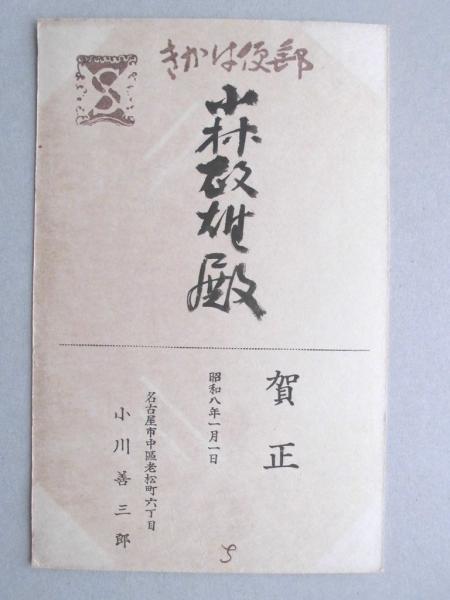 郵便はかき
小林政雄殿
賀正
昭和八年一月一日
名古屋市中區老松町六丁目
小川善三郎